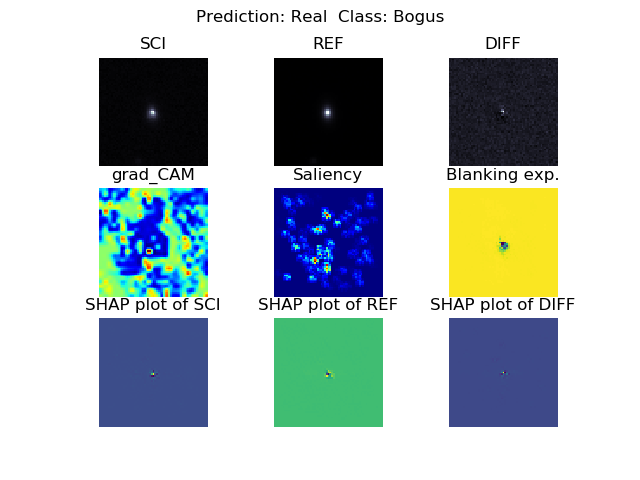 Prediction: Real  Class: Bogus
SCI REF DIFF
grad_CAM Saliency Blanking exp.
SHAP plot of SCI SHAP plot of REF SHAP plot of DIFF